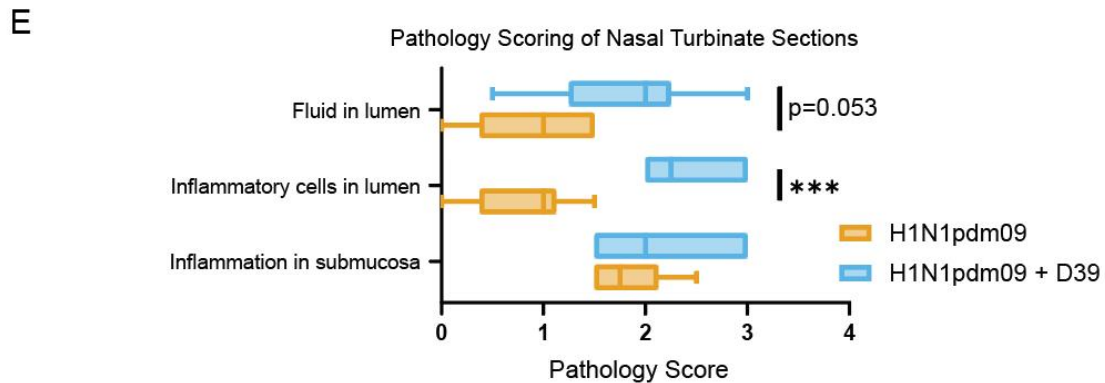 E
Pathology Scoring of Nasal Turbinate Sections
Fluid in lumen
p=0.053
Inflammatory cells in lumen
***
H1N1pdm09
Inflammation in submucosa
H1N1pdm09 + D39
0 1 2 3 4
Pathology Score